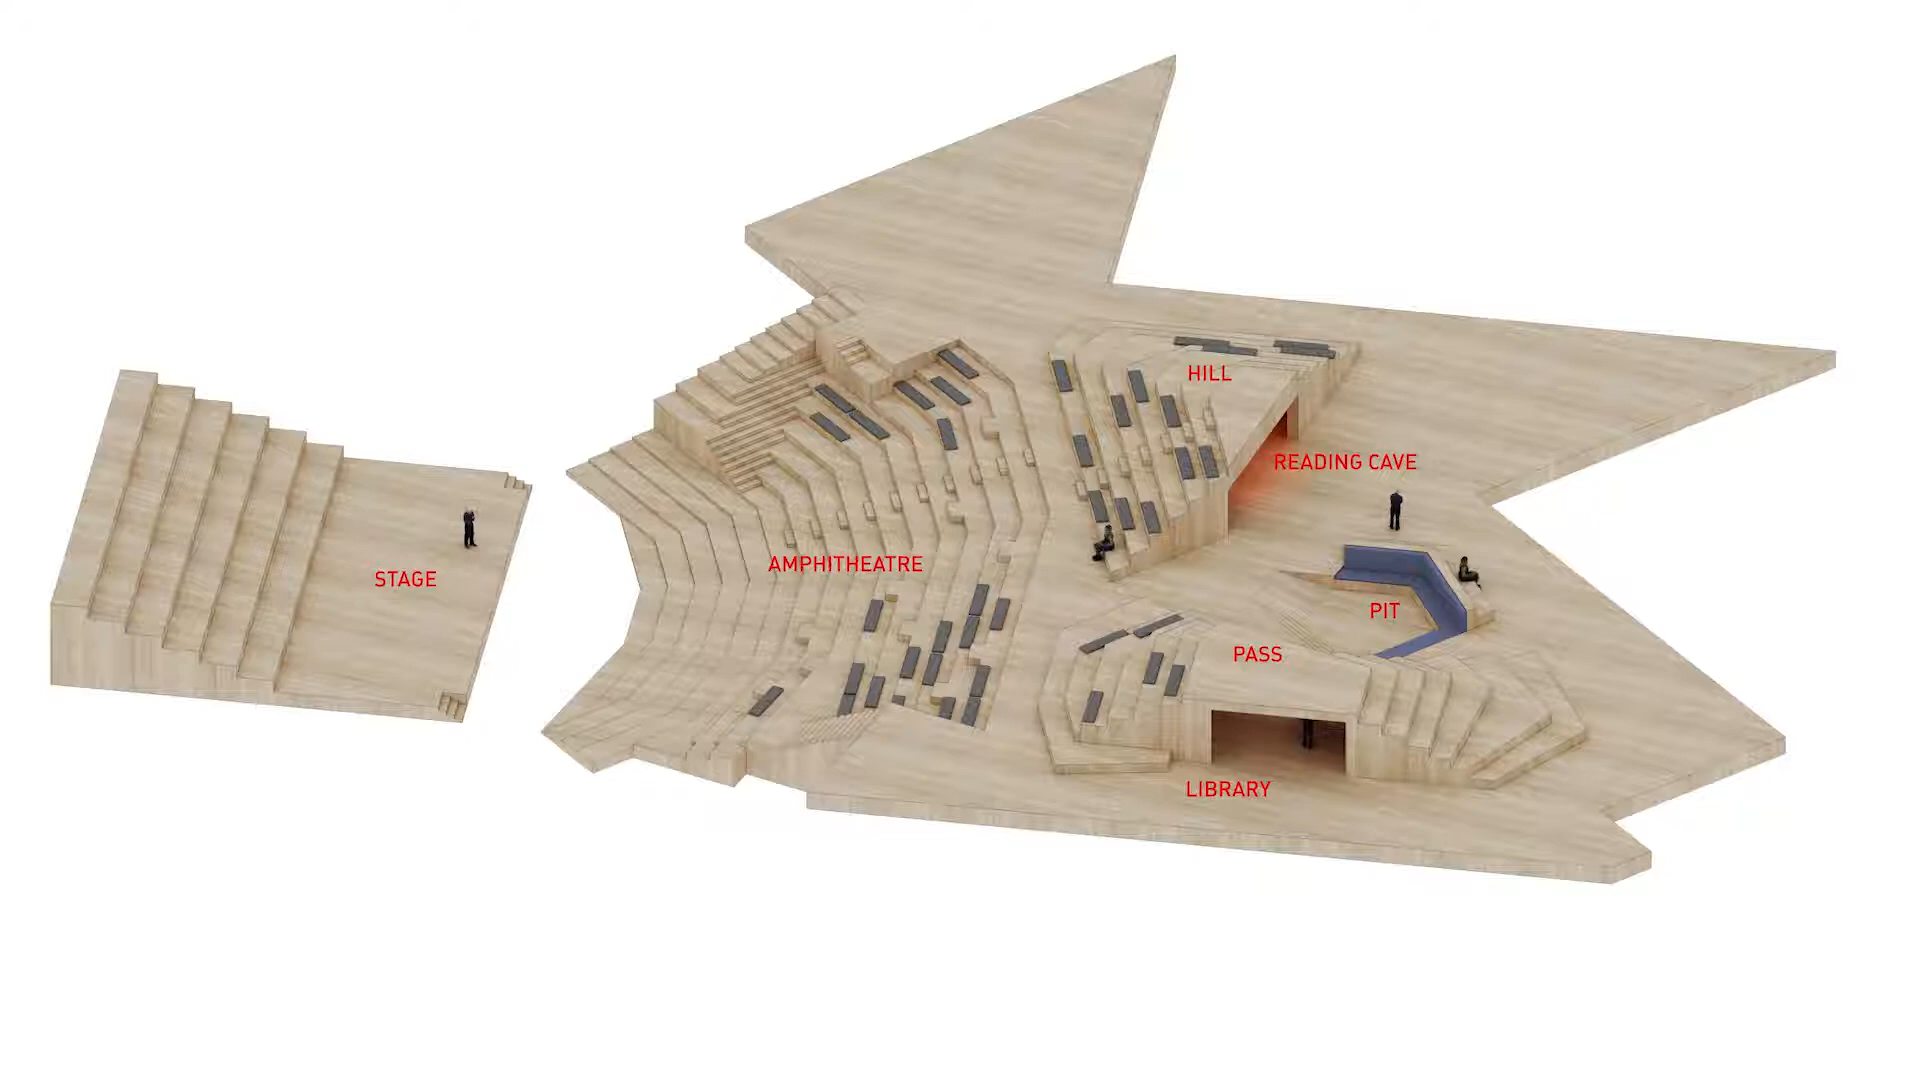 HILL
READING CAVE
AMPHITHEATRE
STAGE
PIT
PASS
LIBRARY